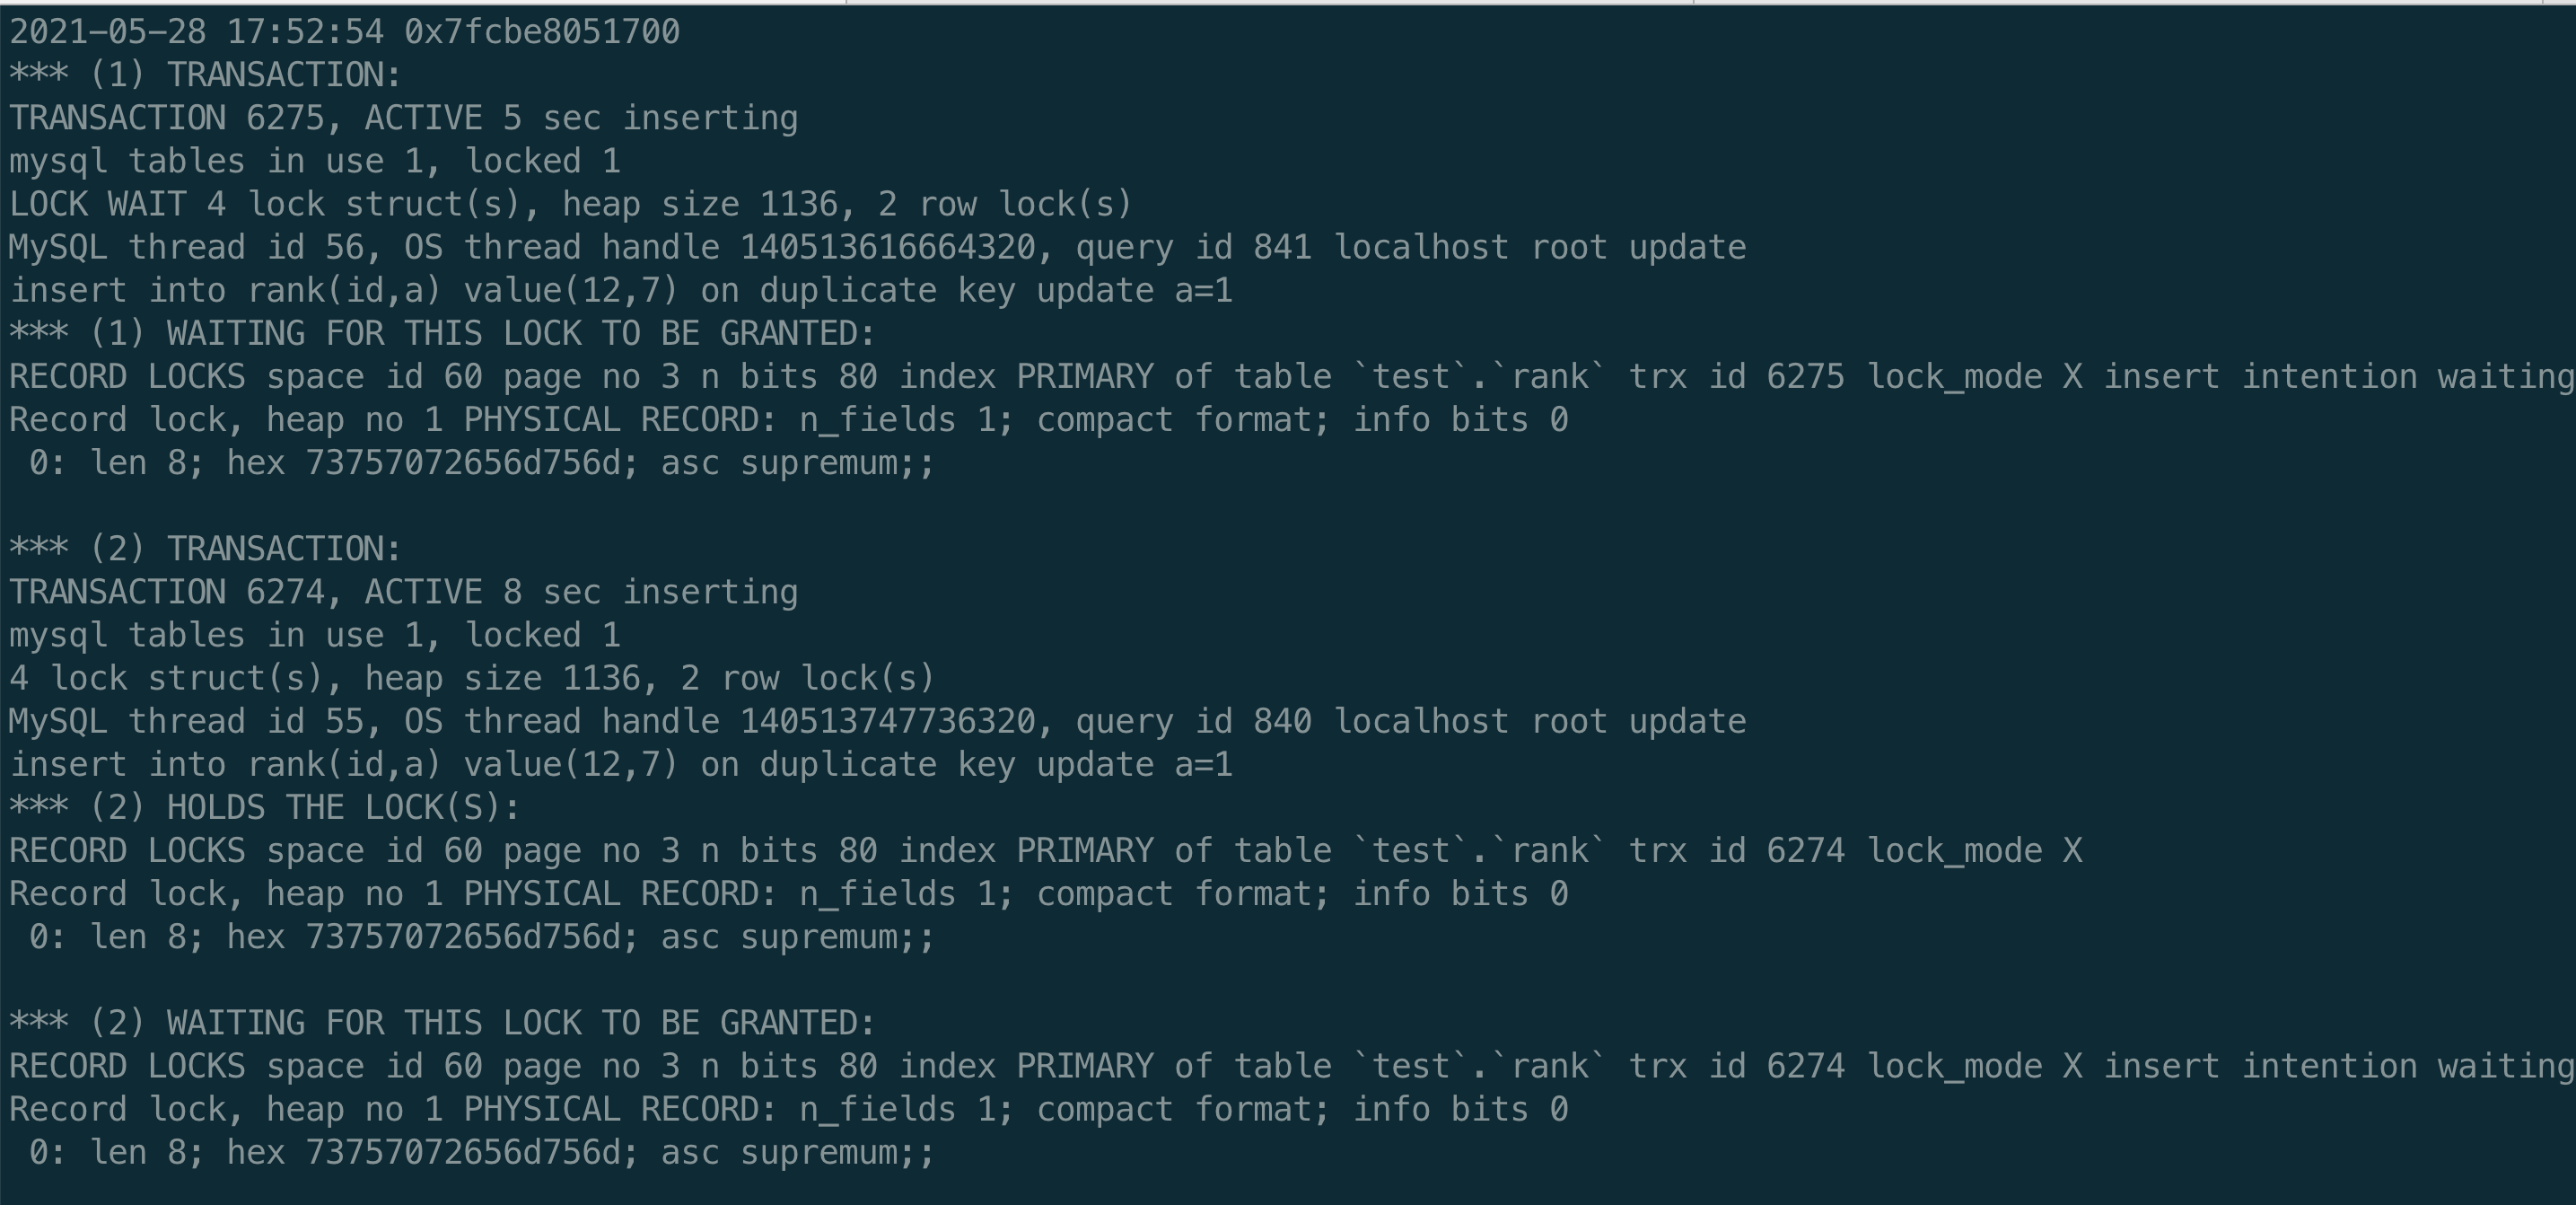 2021-05-28 17:52:54 0x7fcbe8051700
*** (1) TRANSACTION:
TRANSACTION 6275, ACTIVE 5 sec inserting
mysql tables in use 1, locked 1
LOCK WAIT 4 lock struct(s), heap size 1136, 2 row lock(s)
MySQL thread id 56, OS thread handle 140513616664320, query id 841 localhost root update
insert into rank(id,a) value(12,7) on duplicate key update a=1
*** (1) WAITING FOR THIS LOCK TO BE GRANTED:
RECORD LOCKS space id 60 page no 3 n bits 80 index PRIMARY of table `test`.`rank` trx id 6275 lock_mode X insert intention waiting
Record lock, heap no 1 PHYSICAL RECORD: n_fields 1; compact format; info bits 0
 0: len 8; hex 73757072656d756d; asc supremum;;

*** (2) TRANSACTION:
TRANSACTION 6274, ACTIVE 8 sec inserting
mysql tables in use 1, locked 1
4 lock struct(s), heap size 1136, 2 row lock(s)
MySQL thread id 55, OS thread handle 140513747736320, query id 840 localhost root update
insert into rank(id,a) value(12,7) on duplicate key update a=1
*** (2) HOLDS THE LOCK(S):
RECORD LOCKS space id 60 page no 3 n bits 80 index PRIMARY of table `test`.`rank` trx id 6274 lock_mode X
Record lock, heap no 1 PHYSICAL RECORD: n_fields 1; compact format; info bits 0
 0: len 8; hex 73757072656d756d; asc supremum;;

*** (2) WAITING FOR THIS LOCK TO BE GRANTED:
RECORD LOCKS space id 60 page no 3 n bits 80 index PRIMARY of table `test`.`rank` trx id 6274 lock_mode X insert intention waiting
Record lock, heap no 1 PHYSICAL RECORD: n_fields 1; compact format; info bits 0
 0: len 8; hex 73757072656d756d; asc supremum;;